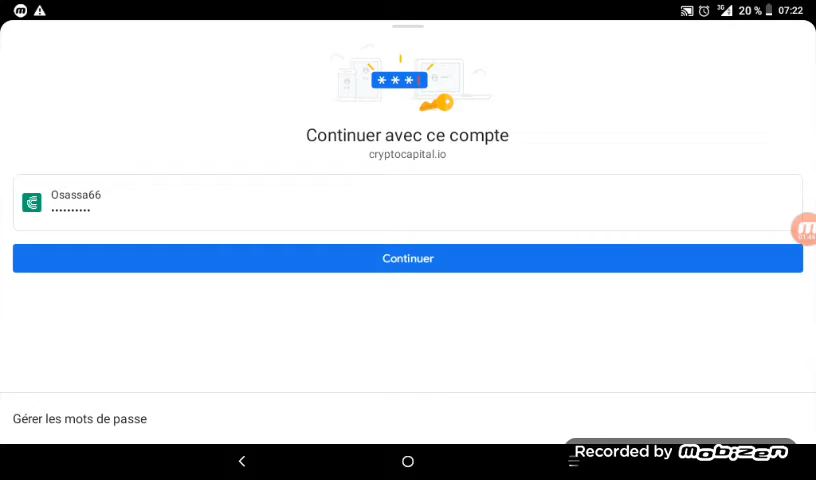 3G 20 % 07:22
***
Continuer avec ce compte
cryptocapital.io
Osassa66
••••••••••
Continuer
Gérer les mots de passe
Recorded by mobizen